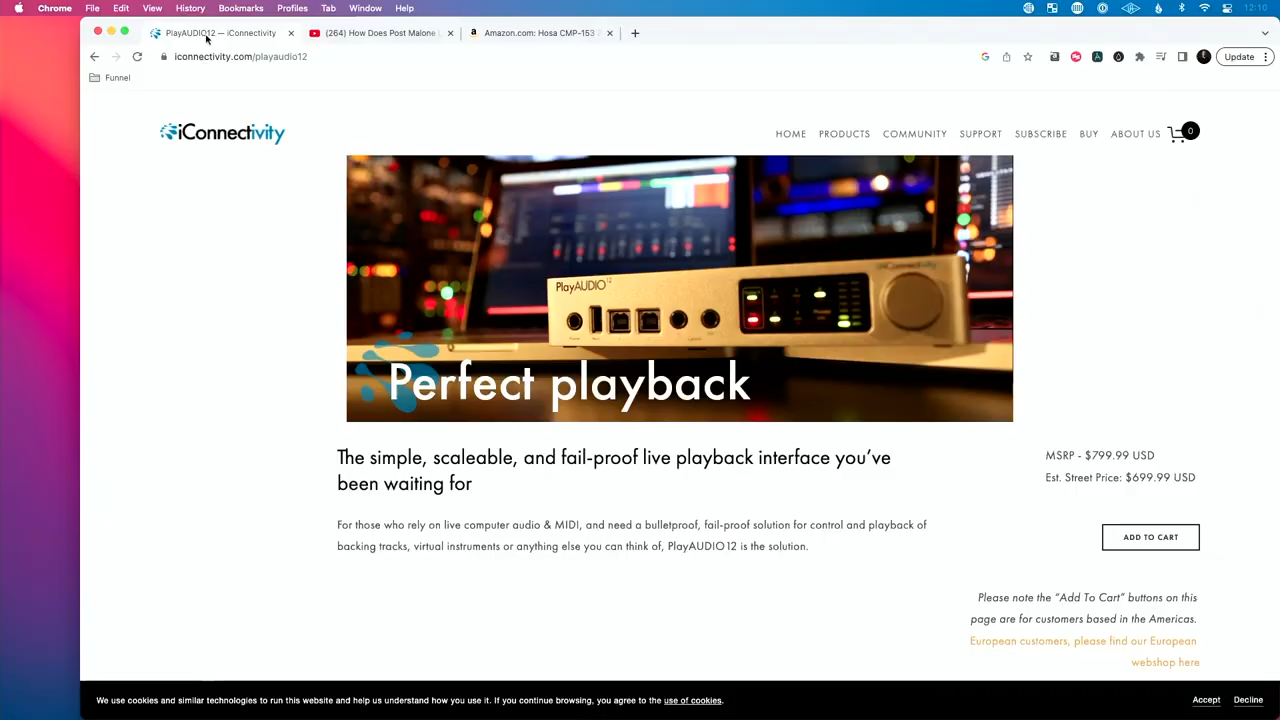 Chrome File Edit View History Bookmarks Profiles Tab Window Help 12:10
PlayAUDIO12 — iConnectivity (264) How Does Post Malone Amazon.com: Hosa CMP-153
iconnectivity.com/playaudio12 Update
Funnel
iConnectivity
HOME PRODUCTS COMMUNITY SUPPORT SUBSCRIBE BUY ABOUT US 0
PlayAUDIO12
Perfect playback
The simple, scaleable, and fail-proof live playback interface you’ve
been waiting for
MSRP - $799.99 USD
Est. Street Price: $699.99 USD
For those who rely on live computer audio & MIDI, and need a bulletproof, fail-proof solution for control and playback of
backing tracks, virtual instruments or anything else you can think of, PlayAUDIO12 is the solution.
ADD TO CART
Please note the “Add To Cart” buttons on this
page are for customers based in the Americas.
European customers, please find our European
webshop here
We use cookies and similar technologies to run this website and help us understand how you use it. If you continue browsing, you agree to the use of cookies. Accept Decline